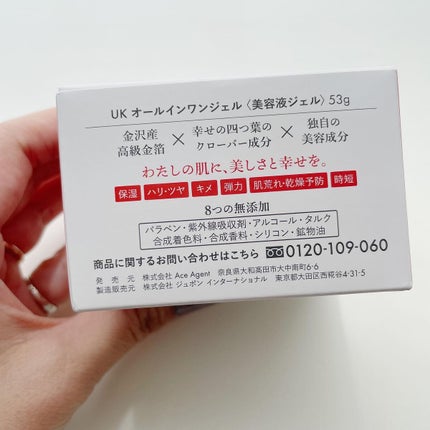 UK オールインワンジェル〈美容液ジェル〉53g
金沢産 高級金箔 × 幸せの四つ葉の クローバー成分 × 独自の 美容成分
わたしの肌に、美しさと幸せを。
保湿 ハリ・ツヤ キメ 弾力 肌荒れ・乾燥予防 時短
8つの無添加
パラベン・紫外線吸収剤・アルコール・タルク
合成着色料・合成香料・シリコン・鉱物油
商品に関するお問い合わせはこちら 0120-109-060
発売元 株式会社 Ace Agent 奈良県大和高田市大中南町6-6
製造販売元 株式会社 ジュポン インターナショナル 東京都大田区西糀谷4-31-5